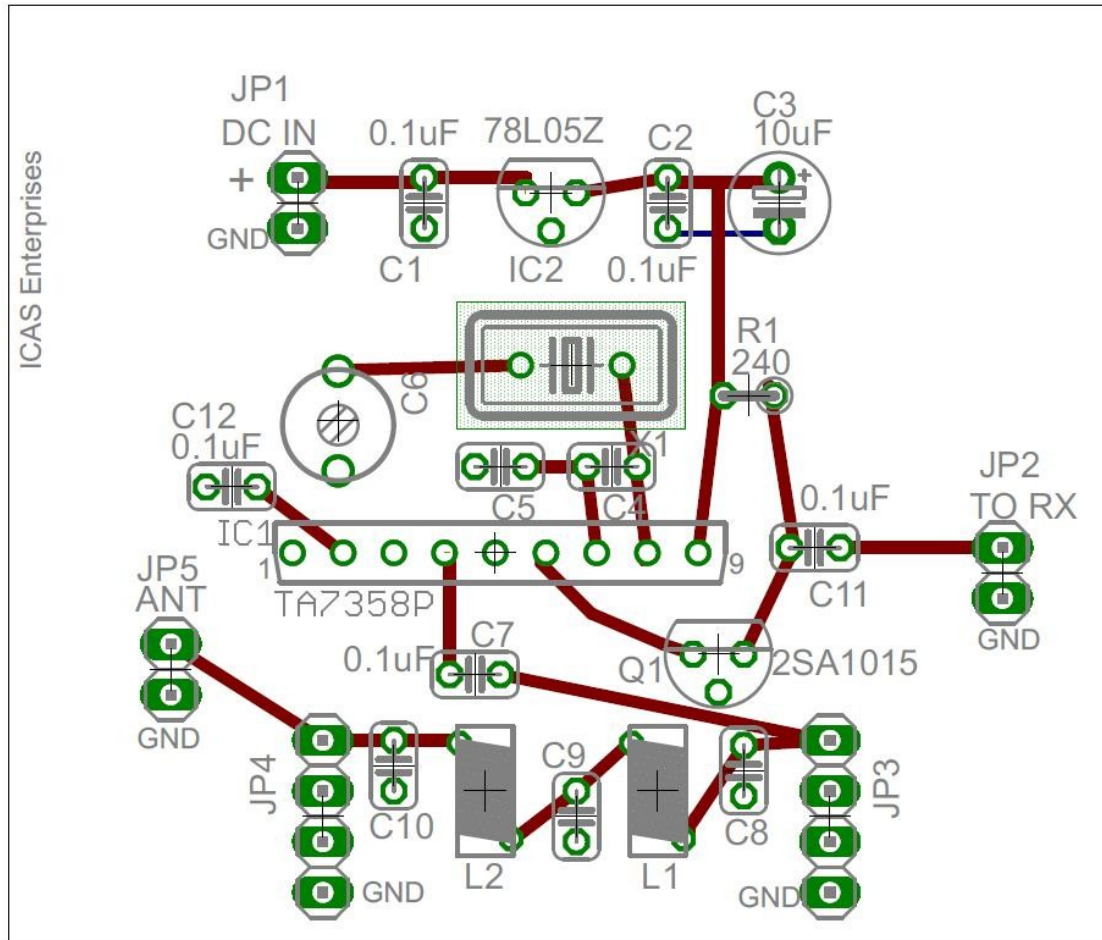 ICAS Enterprises
JP1
DC IN
+
GND
0.1uF
C1
78L05Z
IC2
C2
0.1uF
C3
10uF
+
R1
240
C6
X1
C12
0.1uF
C5
C4
IC1
1
9
TA7358P
0.1uF
C11
JP2
TO RX
GND
JP5
ANT
GND
C7
0.1uF
Q1
2SA1015
JP4
GND
C10
L2
C9
L1
C8
JP3
GND